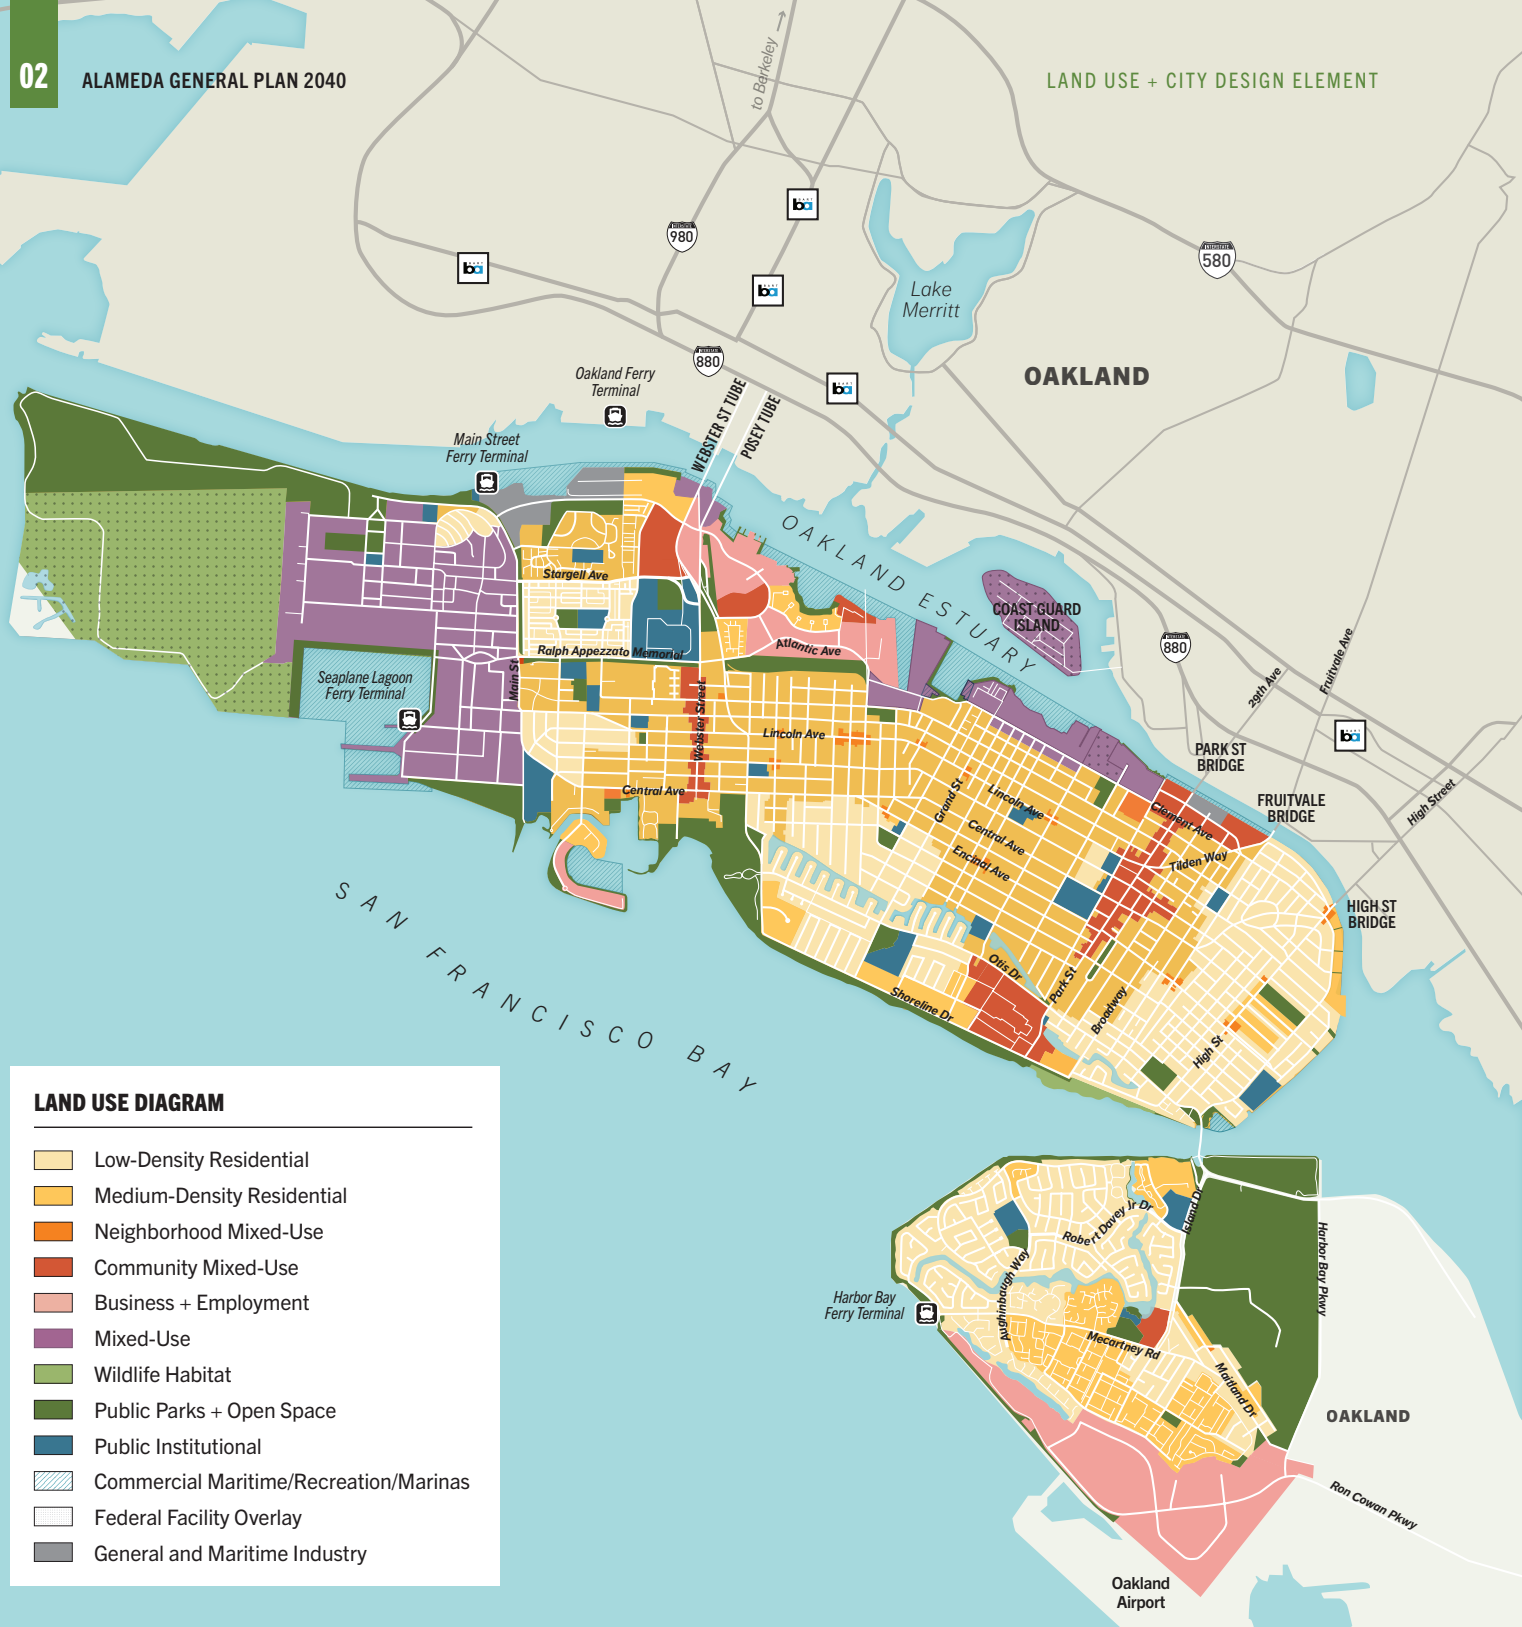 02
ALAMEDA GENERAL PLAN 2040
LAND USE + CITY DESIGN ELEMENT
to Berkeley
980
580
880
880
ba
ba
ba
ba
ba
Lake
Merritt
OAKLAND
Oakland Ferry
Terminal
Main Street
Ferry Terminal
WEBSTER ST TUBE
POSEY TUBE
OAKLAND ESTUARY
COAST GUARD
ISLAND
Stargell Ave
Ralph Appezzato Memorial
Atlantic Ave
Main St
Seaplane Lagoon
Ferry Terminal
Webster Street
Lincoln Ave
Central Ave
29th Ave
Fruitvale Ave
High Street
PARK ST
BRIDGE
FRUITVALE
BRIDGE
HIGH ST
BRIDGE
Grand St
Lincoln Ave
Central Ave
Encinal Ave
Clement Ave
Tilden Way
Otis Dr
Park St
Broadway
High St
Shoreline Dr
SAN FRANCISCO BAY
Robert Davey Jr Dr
Island Dr
Harbor Bay Pkwy
Aughinbaugh Way
Harbor Bay
Ferry Terminal
Mecartney Rd
Maitland Dr
OAKLAND
Ron Cowan Pkwy
Oakland
Airport
LAND USE DIAGRAM
Low-Density Residential
Medium-Density Residential
Neighborhood Mixed-Use
Community Mixed-Use
Business + Employment
Mixed-Use
Wildlife Habitat
Public Parks + Open Space
Public Institutional
Commercial Maritime/Recreation/Marinas
Federal Facility Overlay
General and Maritime Industry